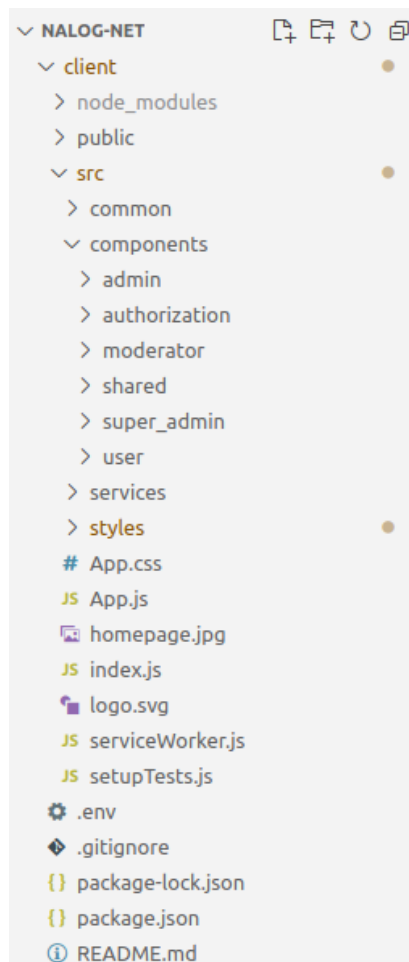 NALOG-NET
client
node_modules
public
src
common
components
admin
authorization
moderator
shared
super_admin
user
services
styles
# App.css
JS App.js
homepage.jpg
JS index.js
logo.svg
JS serviceWorker.js
JS setupTests.js
.env
.gitignore
{} package-lock.json
{} package.json
README.md